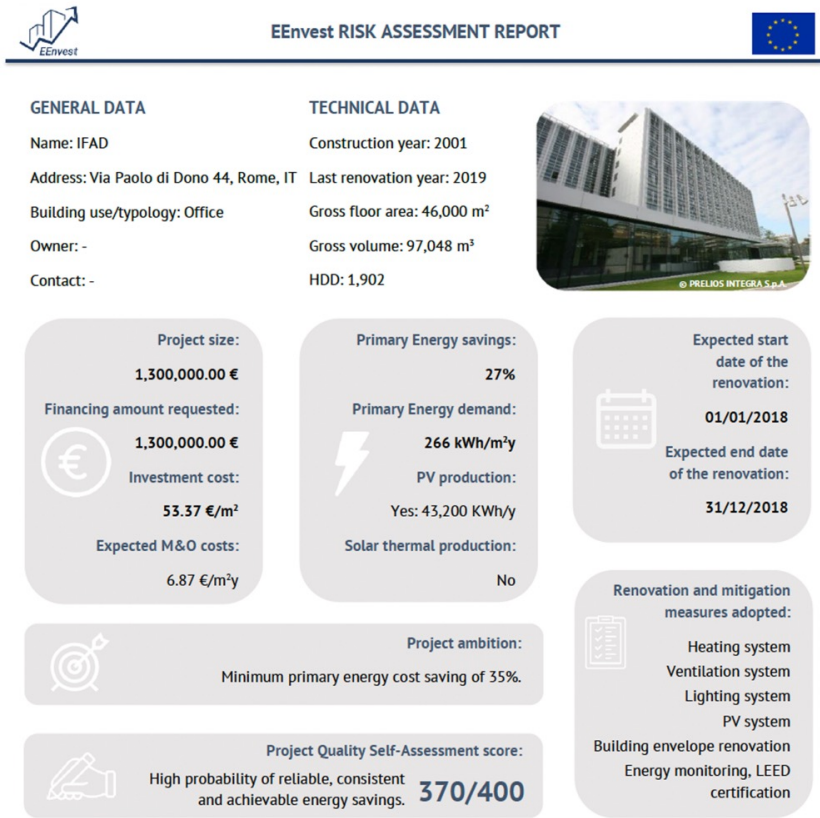 EEnvest
EEnvest RISK ASSESSMENT REPORT
GENERAL DATA
Name: IFAD
Address: Via Paolo di Dono 44, Rome, IT
Building use/typology: Office
Owner: -
Contact: -
TECHNICAL DATA
Construction year: 2001
Last renovation year: 2019
Gross floor area: 46,000 m²
Gross volume: 97,048 m³
HDD: 1,902
© PRELIOS INTEGRA S.p.A.
Project size:
1,300,000.00 €
Financing amount requested:
1,300,000.00 €
Investment cost:
53.37 €/m²
Expected M&O costs:
6.87 €/m²y
Primary Energy savings:
27%
Primary Energy demand:
266 kWh/m²y
PV production:
Yes: 43,200 KWh/y
Solar thermal production:
No
Expected start
date of the
renovation:
01/01/2018
Expected end date
of the renovation:
31/12/2018
Project ambition:
Minimum primary energy cost saving of 35%.
Project Quality Self-Assessment score:
High probability of reliable, consistent
and achievable energy savings.
370/400
Renovation and mitigation
measures adopted:
Heating system
Ventilation system
Lighting system
PV system
Building envelope renovation
Energy monitoring, LEED
certification